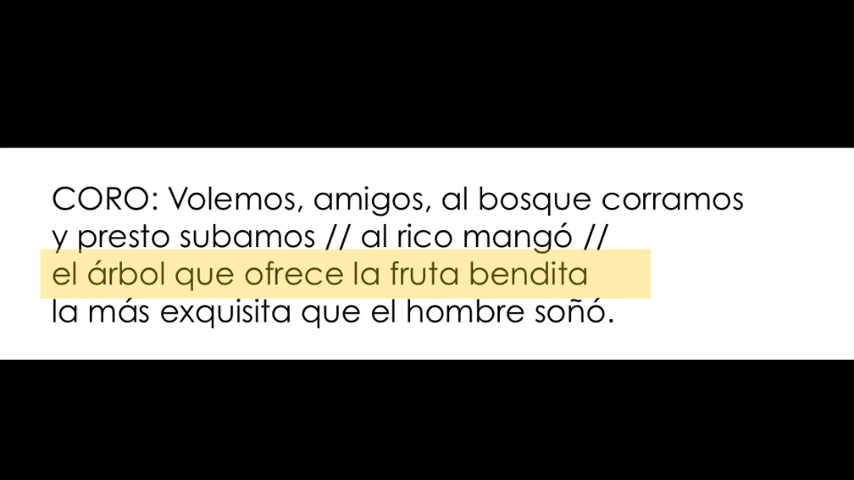 CORO: Volemos, amigos, al bosque corramos
y presto subamos // al rico mangó //
el árbol que ofrece la fruta bendita
la más exquisita que el hombre soñó.